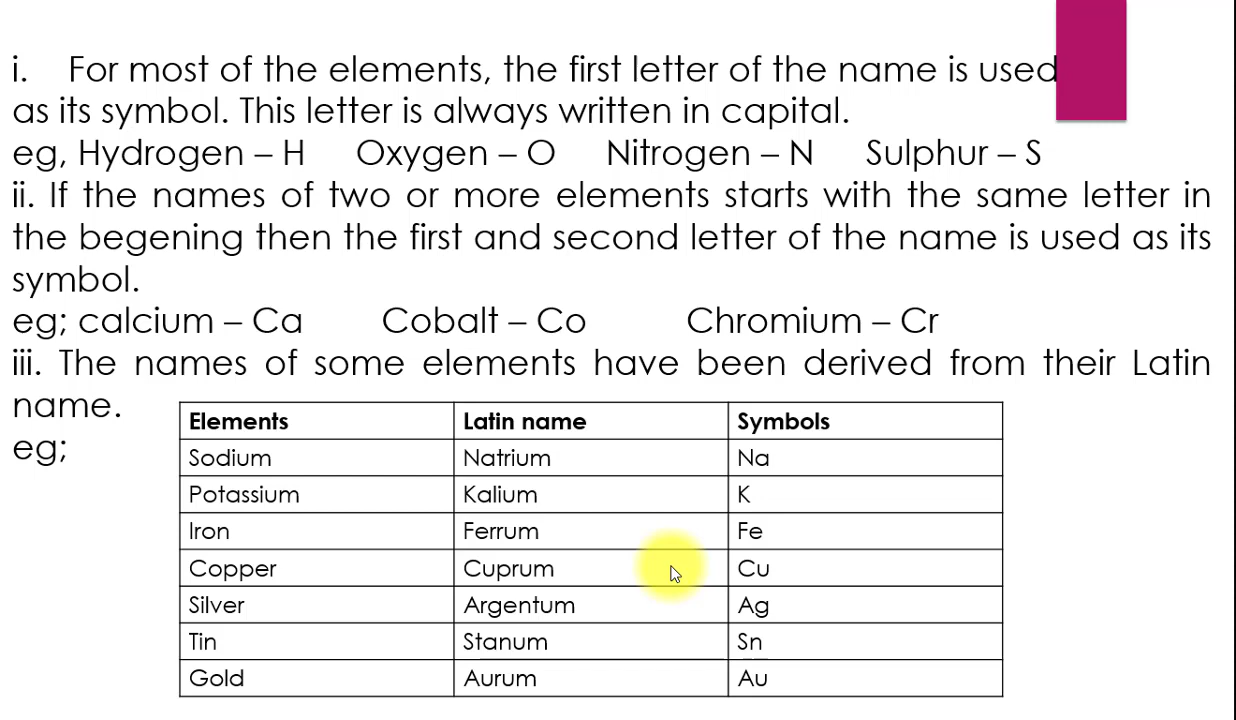 i. For most of the elements, the first letter of the name is used
as its symbol. This letter is always written in capital.
eg, Hydrogen – H Oxygen – O Nitrogen – N Sulphur – S
ii. If the names of two or more elements starts with the same letter in
the begening then the first and second letter of the name is used as its
symbol.
eg; calcium – Ca Cobalt – Co Chromium – Cr
iii. The names of some elements have been derived from their Latin
name.
eg;
Elements Latin name Symbols
Sodium Natrium Na
Potassium Kalium K
Iron Ferrum Fe
Copper Cuprum Cu
Silver Argentum Ag
Tin Stanum Sn
Gold Aurum Au